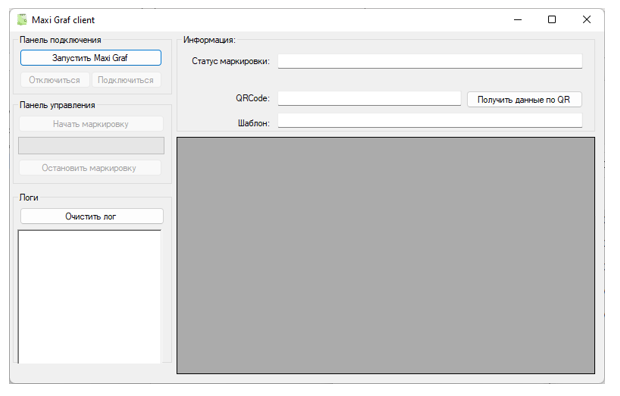 Maxi Graf client
Панель подключения
Запустить Maxi Graf
Отключиться Подключиться
Панель управления
Начать маркировку
Остановить маркировку
Логи
Очистить лог
Информация:
Статус маркировки:
QRCode:
Получить данные по QR
Шаблон: